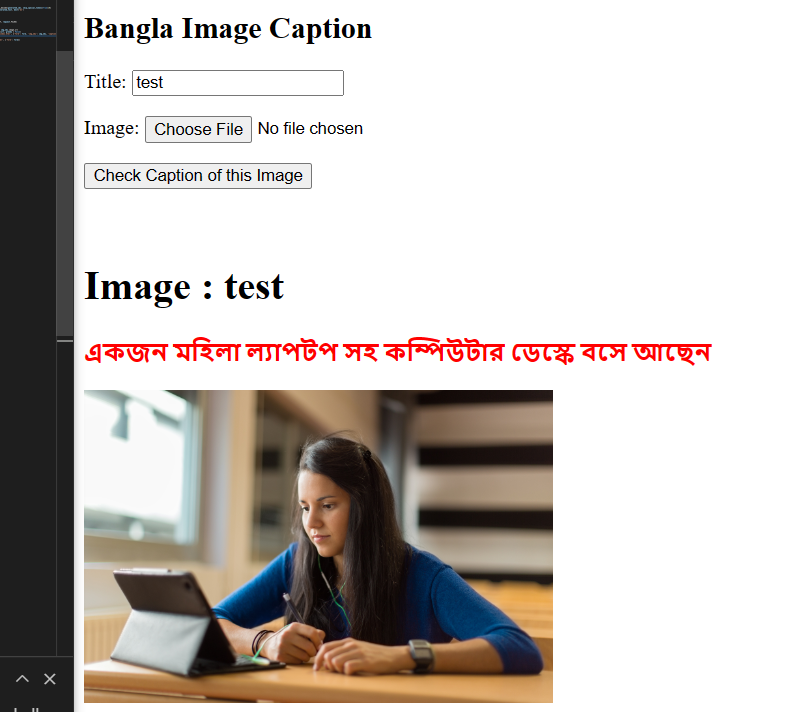 Bangla Image Caption
Title: test
Image: Choose File No file chosen
Check Caption of this Image
Image : test
একজন মহিলা ল্যাপটপ সহ কম্পিউটার ডেস্কে বসে আছেন